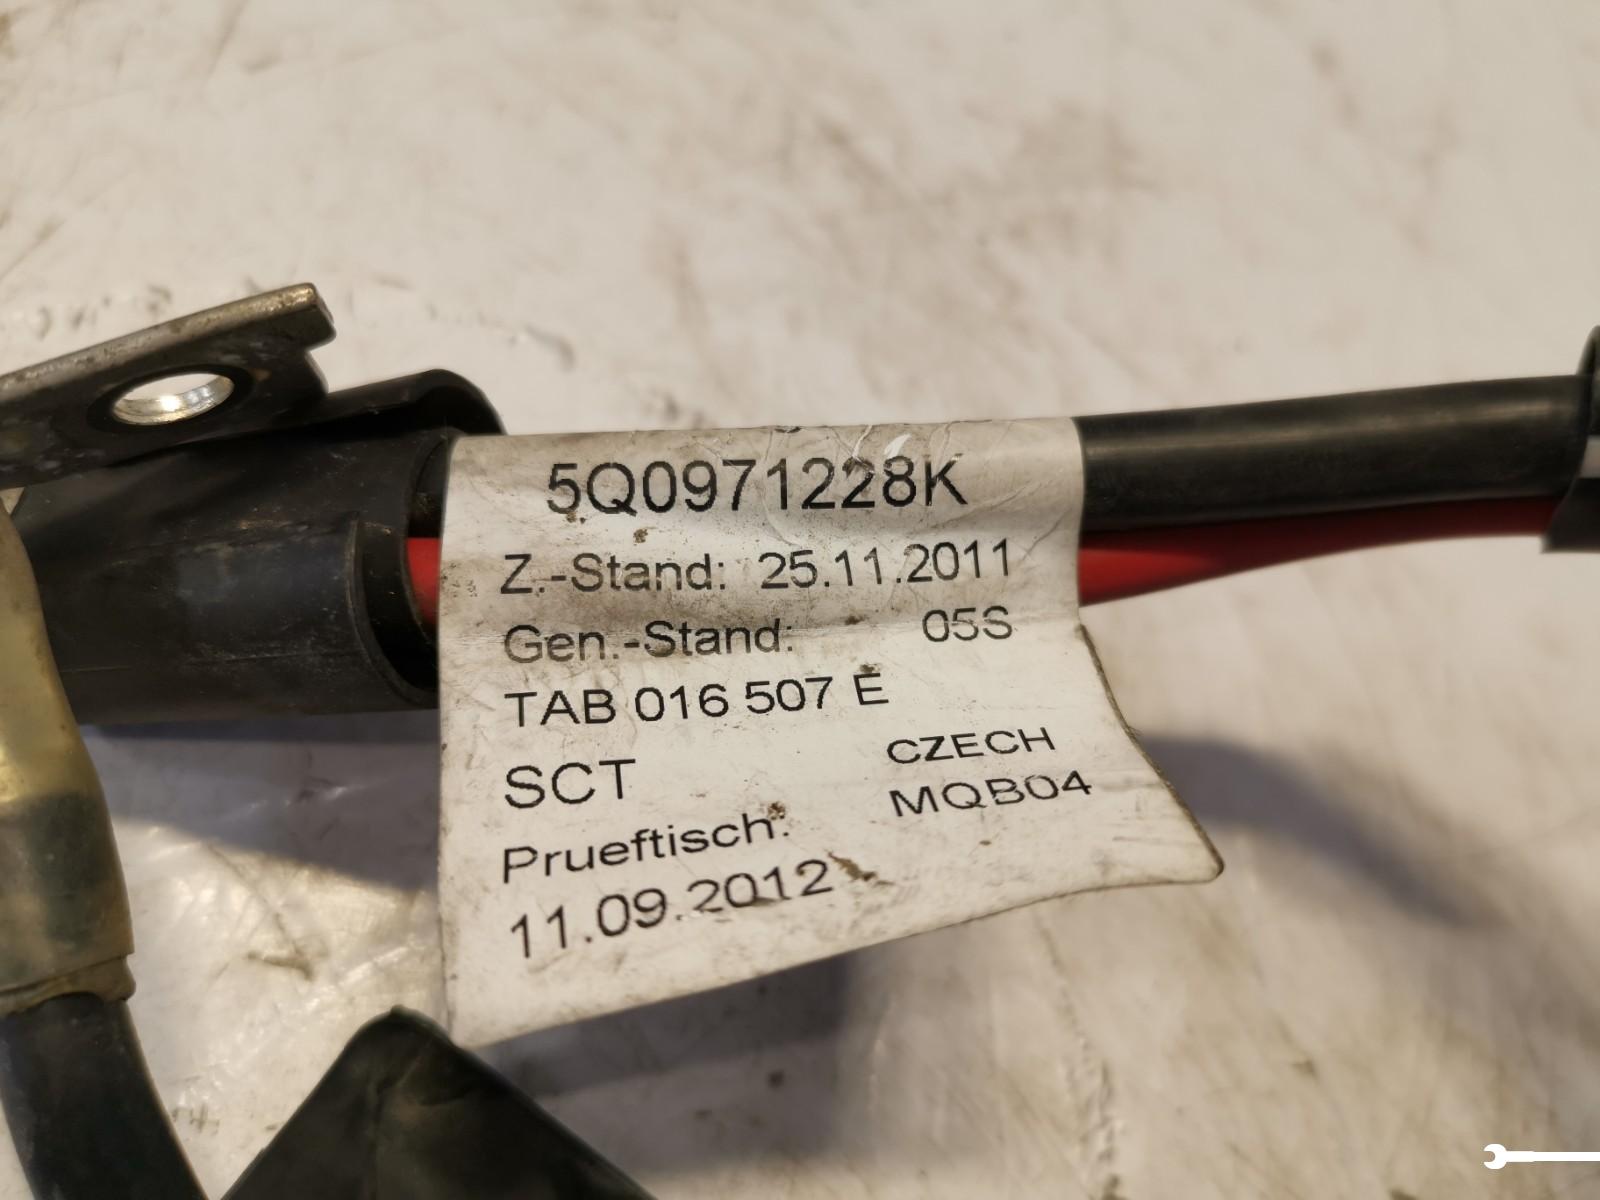 5Q0971228K
Z.-Stand: 25.11.2011
Gen.-Stand: 05S
TAB 016 507 E
SCT CZECH
Prueftisch: MQB04
11.09.2012